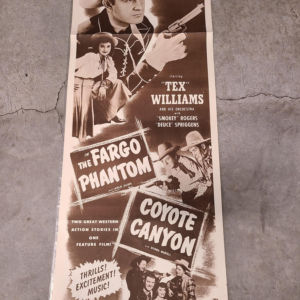 Starring
"TEX"
WILLIAMS
AND HIS ORCHESTRA
with
"SMOKEY" ROGERS
"DEUCE" SPRIGGENS
in
THE FARGO
PHANTOM
COYOTE
CANYON
TWO GREAT WESTERN
ACTION STORIES IN
ONE
FEATURE FILM!
THRILLS!
EXCITEMENT!
MUSIC!